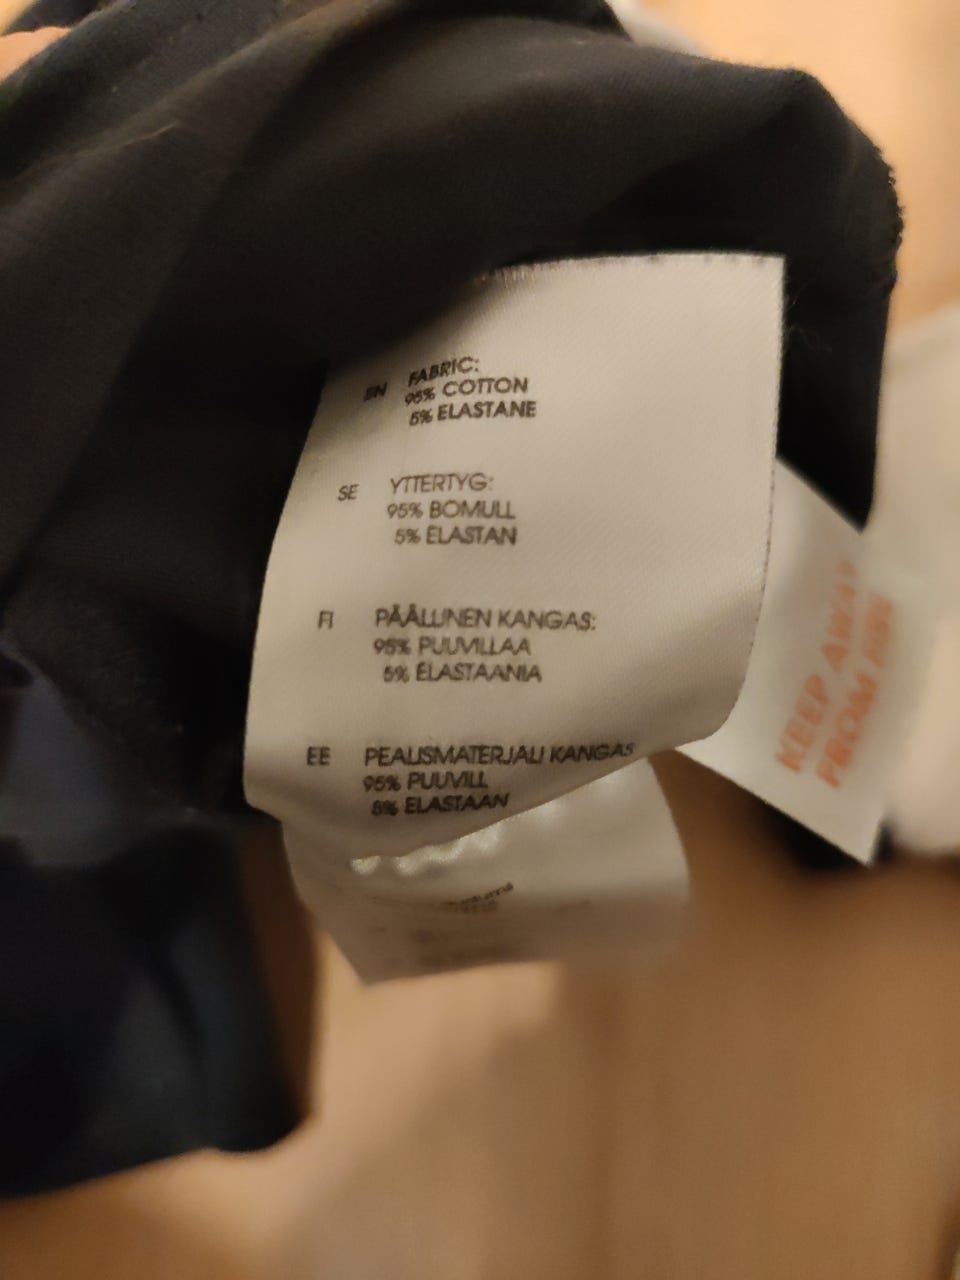 EN FABRIC:
95% COTTON
5% ELASTANE
SE YTTERTYG:
95% BOMULL
5% ELASTAN
FI PÄÄLLINEN KANGAS:
95% PUUVILLAA
5% ELASTAANIA
EE PEALISMATERJALI KANGAS
95% PUUVILL
5% ELASTAAN
KEEP AWAY
FROM FIRE